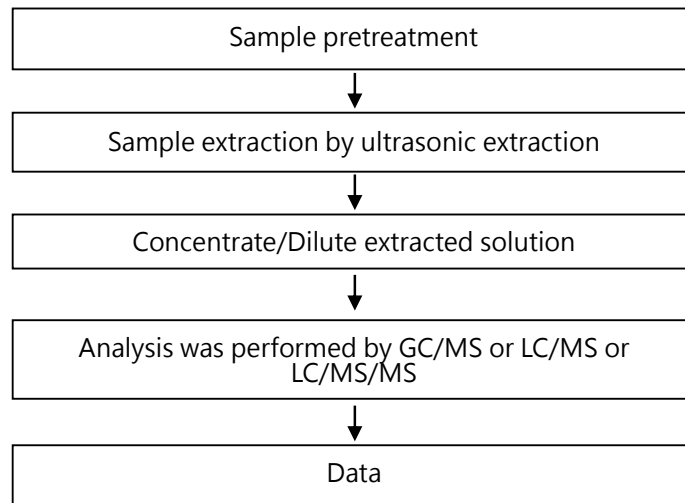 Sample pretreatment
Sample extraction by ultrasonic extraction
Concentrate/Dilute extracted solution
Analysis was performed by GC/MS or LC/MS or
LC/MS/MS
Data